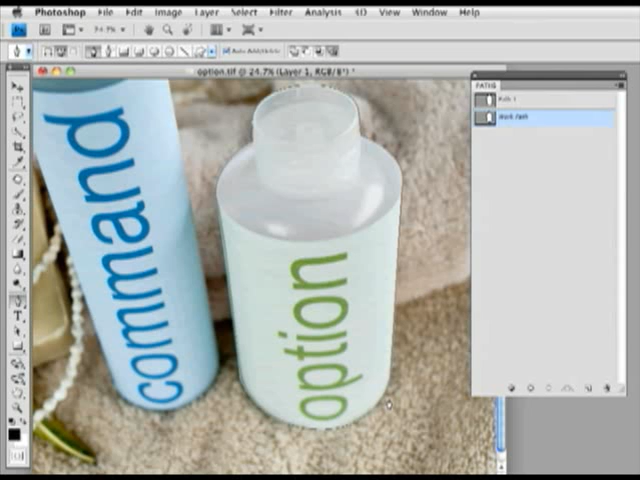 Photoshop File Edit Image Layer Select Filter Analysis 3D View Window Help
option.tif @ 24.7% (Layer 1, RGB/8*) *
PATHS
Path 1
Work Path
command
option